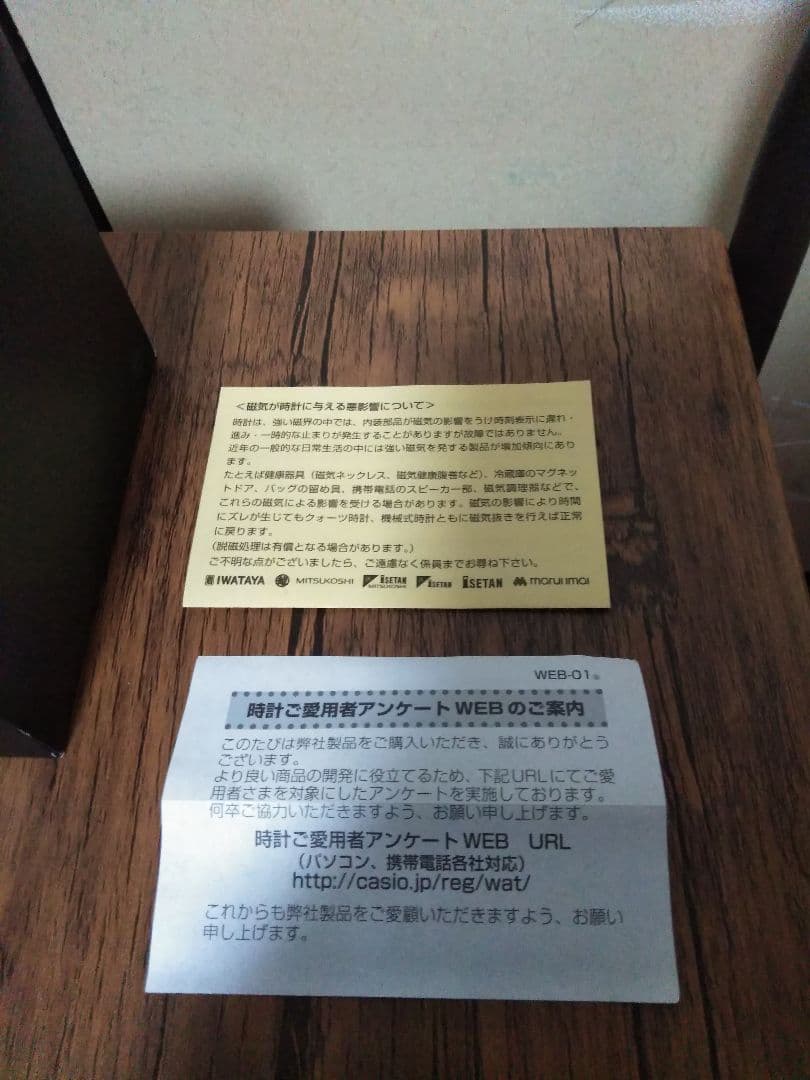 ＜磁気が時計に与える悪影響について＞
時計は、強い磁界の中では、内装部品が磁気の影響をうけ時刻表示に遅れ・
進み・一時的な止まりが発生することがありますが故障ではありません。
近年の一般的な日常生活の中には強い磁気を発する製品が増加傾向にあり
ます。
たとえば健康器具（磁気ネックレス、磁気健康腹巻など）、冷蔵庫のマグネッ
トドア、バッグの留め具、携帯電話のスピーカー部、磁気調理器などで、
これらの磁気による影響を受ける場合があります。磁気の影響により時間
にズレが生じてもクォーツ時計、機械式時計ともに磁気抜きを行えば正常
に戻ります。
（脱磁処理は有償となる場合があります。）
ご不明な点がございましたら、ご遠慮なく係員までお尋ね下さい。
IWATAYA MITSUKOSHI ISETAN MITSUKOSHI ISETAN ISETAN marui imai
WEB-01
時計ご愛用者アンケートWEBのご案内
このたびは弊社製品をご購入いただき、誠にありがとう
ございます。
より良い商品の開発に役立てるため、下記URLにてご愛
用者さまを対象にしたアンケートを実施しております。
何卒ご協力いただきますよう、お願い申し上げます。
時計ご愛用者アンケートWEB URL
（パソコン、携帯電話各社対応）
http://casio.jp/reg/wat/
これからも弊社製品をご愛顧いただきますよう、お願い
申し上げます。